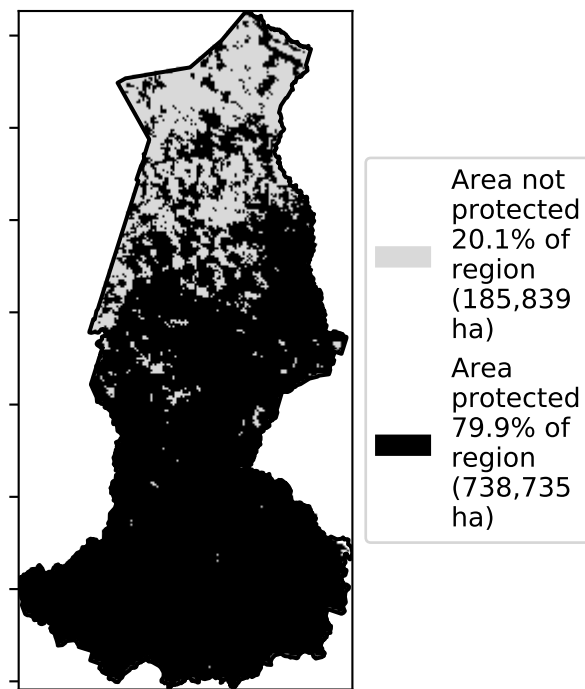 Area not
protected
20.1% of
region
(185,839
ha)
Area
protected
79.9% of
region
(738,735
ha)